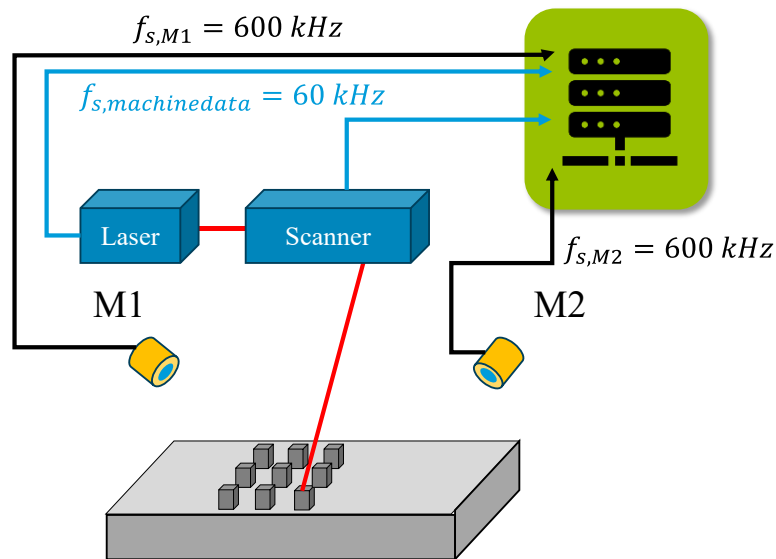 f_{s,M1} = 600 kHz
f_{s,machinedata} = 60 kHz
Laser
Scanner
f_{s,M2} = 600 kHz
M1
M2